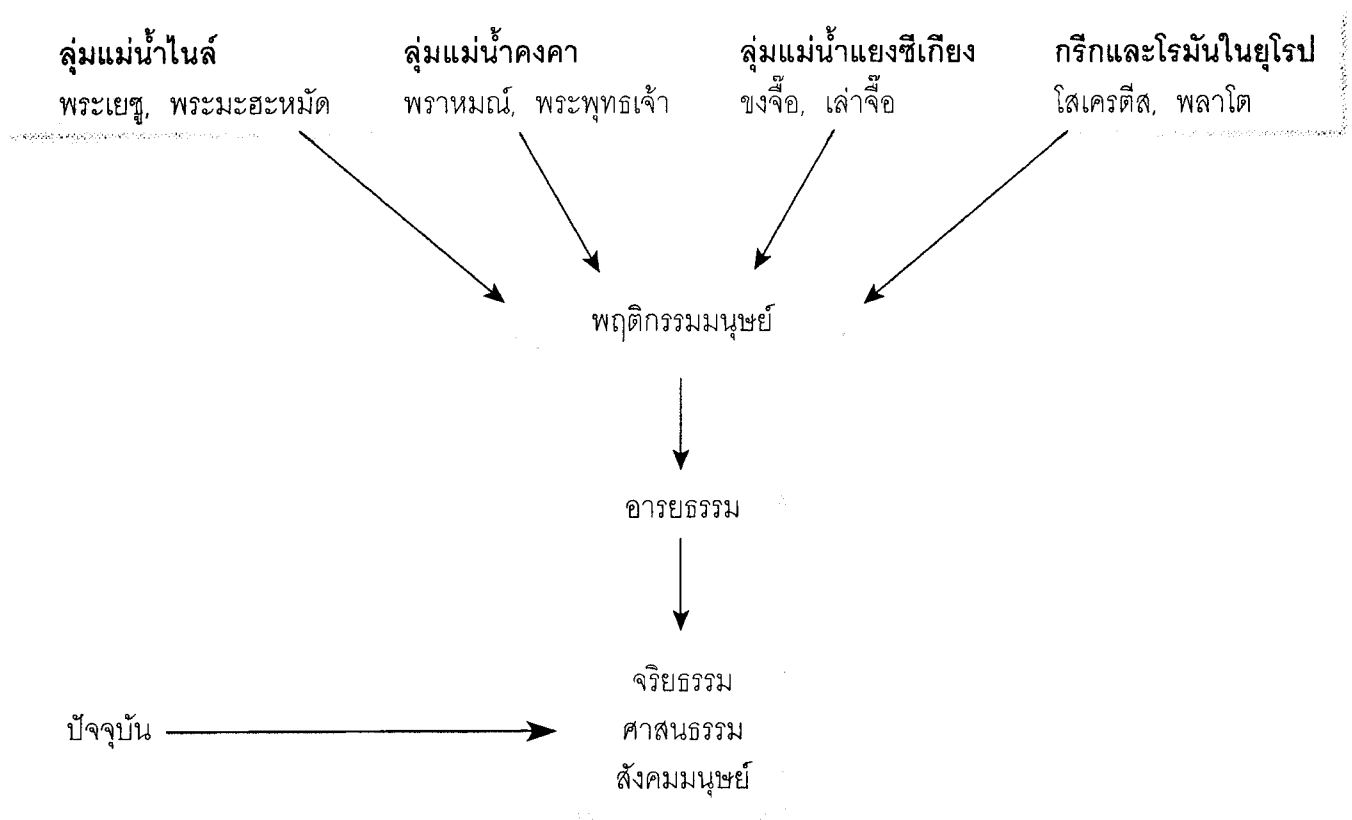 ลุ่มแม่น้ำไนล์ ลุ่มแม่น้ำคงคา ลุ่มแม่น้ำแยงซีเกียง กรีกและโรมันในยุโรป
พระเยซู, พระมะฮะหมัด พราหมณ์, พระพุทธเจ้า ขงจื๊อ, เล่าจื๊อ โสเครตีส, พลาโต
พฤติกรรมมนุษย์
อารยธรรม
จริยธรรม
ปัจจุบัน ศาสนธรรม
สังคมมนุษย์